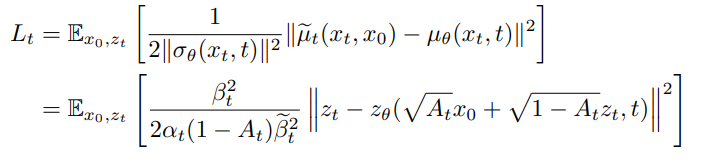 L_t = \mathbb{E}_{x_0, z_t} \left[ \frac{1}{2\|\sigma_\theta(x_t, t)\|^2} \|\widetilde{\mu}_t(x_t, x_0) - \mu_\theta(x_t, t)\|^2 \right]
= \mathbb{E}_{x_0, z_t} \left[ \frac{\beta_t^2}{2\alpha_t(1 - A_t)\widetilde{\beta}_t^2} \left\| z_t - z_\theta(\sqrt{A_t}x_0 + \sqrt{1 - A_t}z_t, t) \right\|^2 \right]